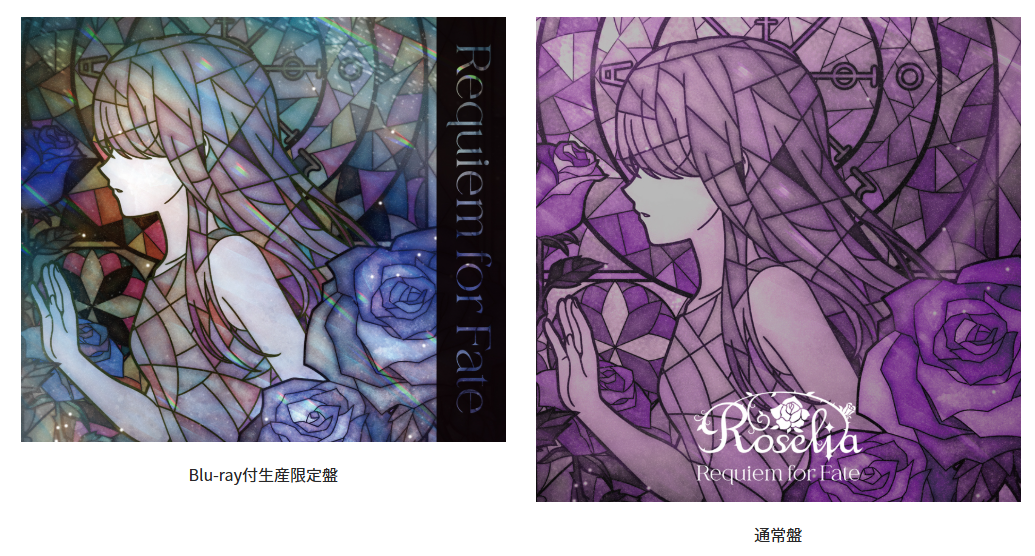 Requiem for Fate
Blu-ray付生産限定盤
Roselia
Requiem for Fate
通常盤